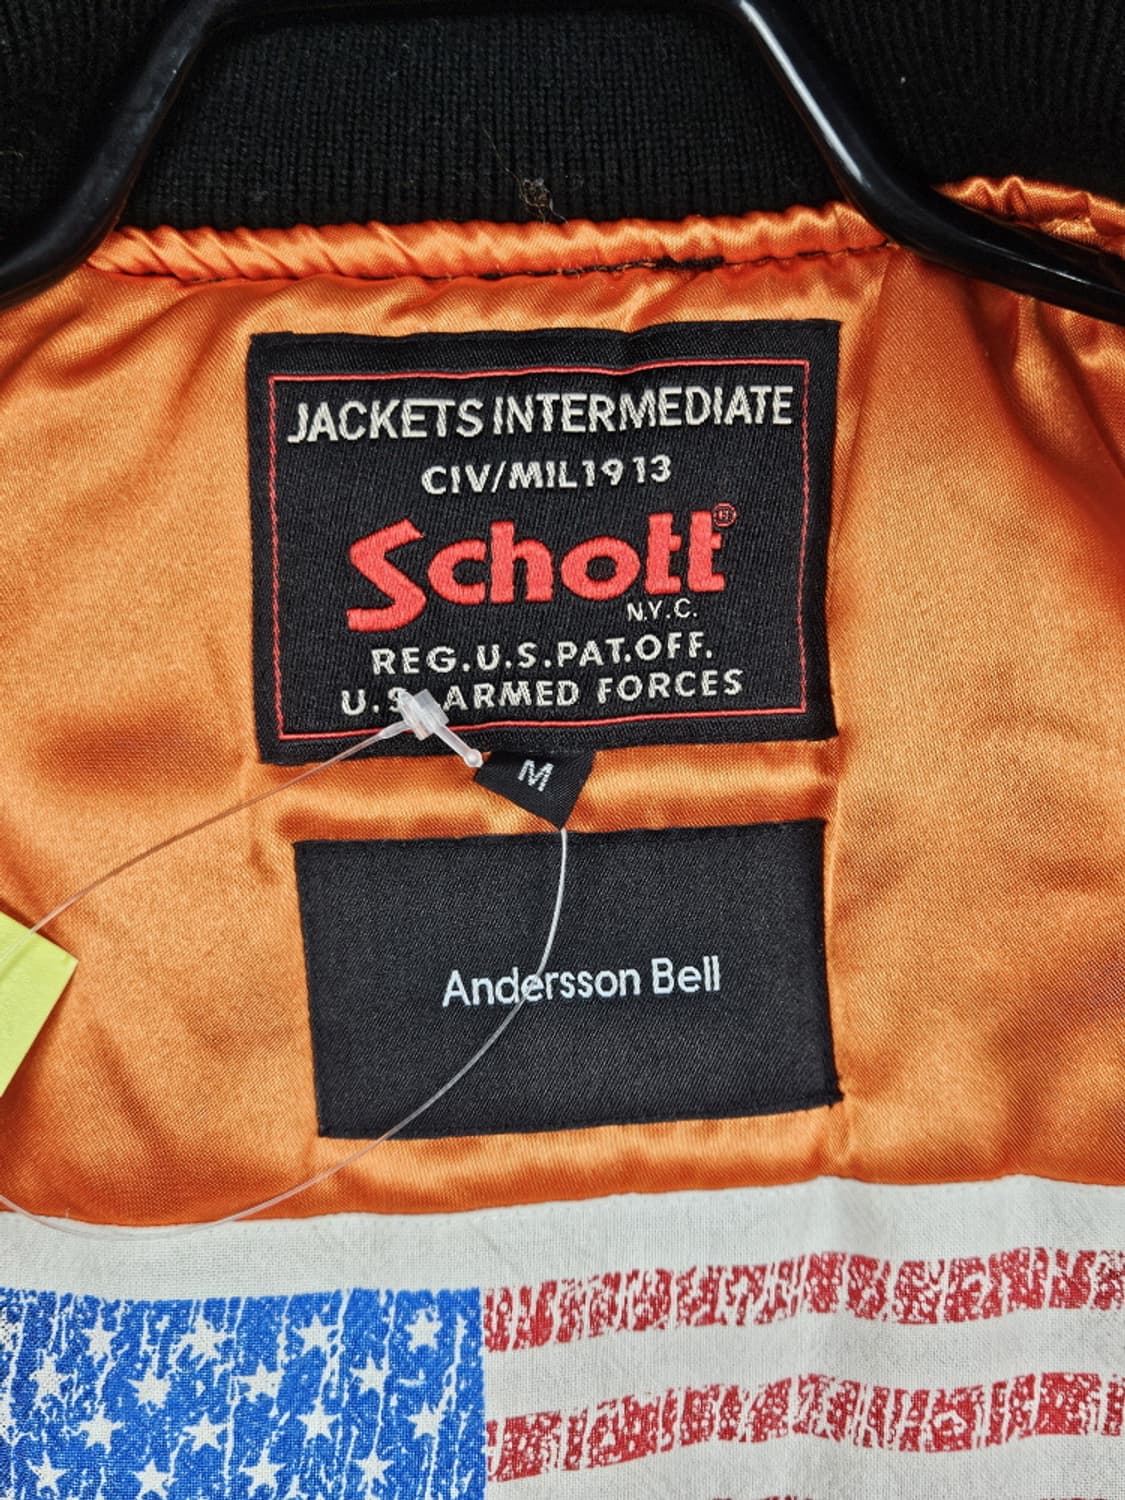 JACKETS INTERMEDIATE
CIV/MIL1913
Schott®
N.Y.C.
REG.U.S.PAT.OFF.
U.S. ARMED FORCES
M
Andersson Bell